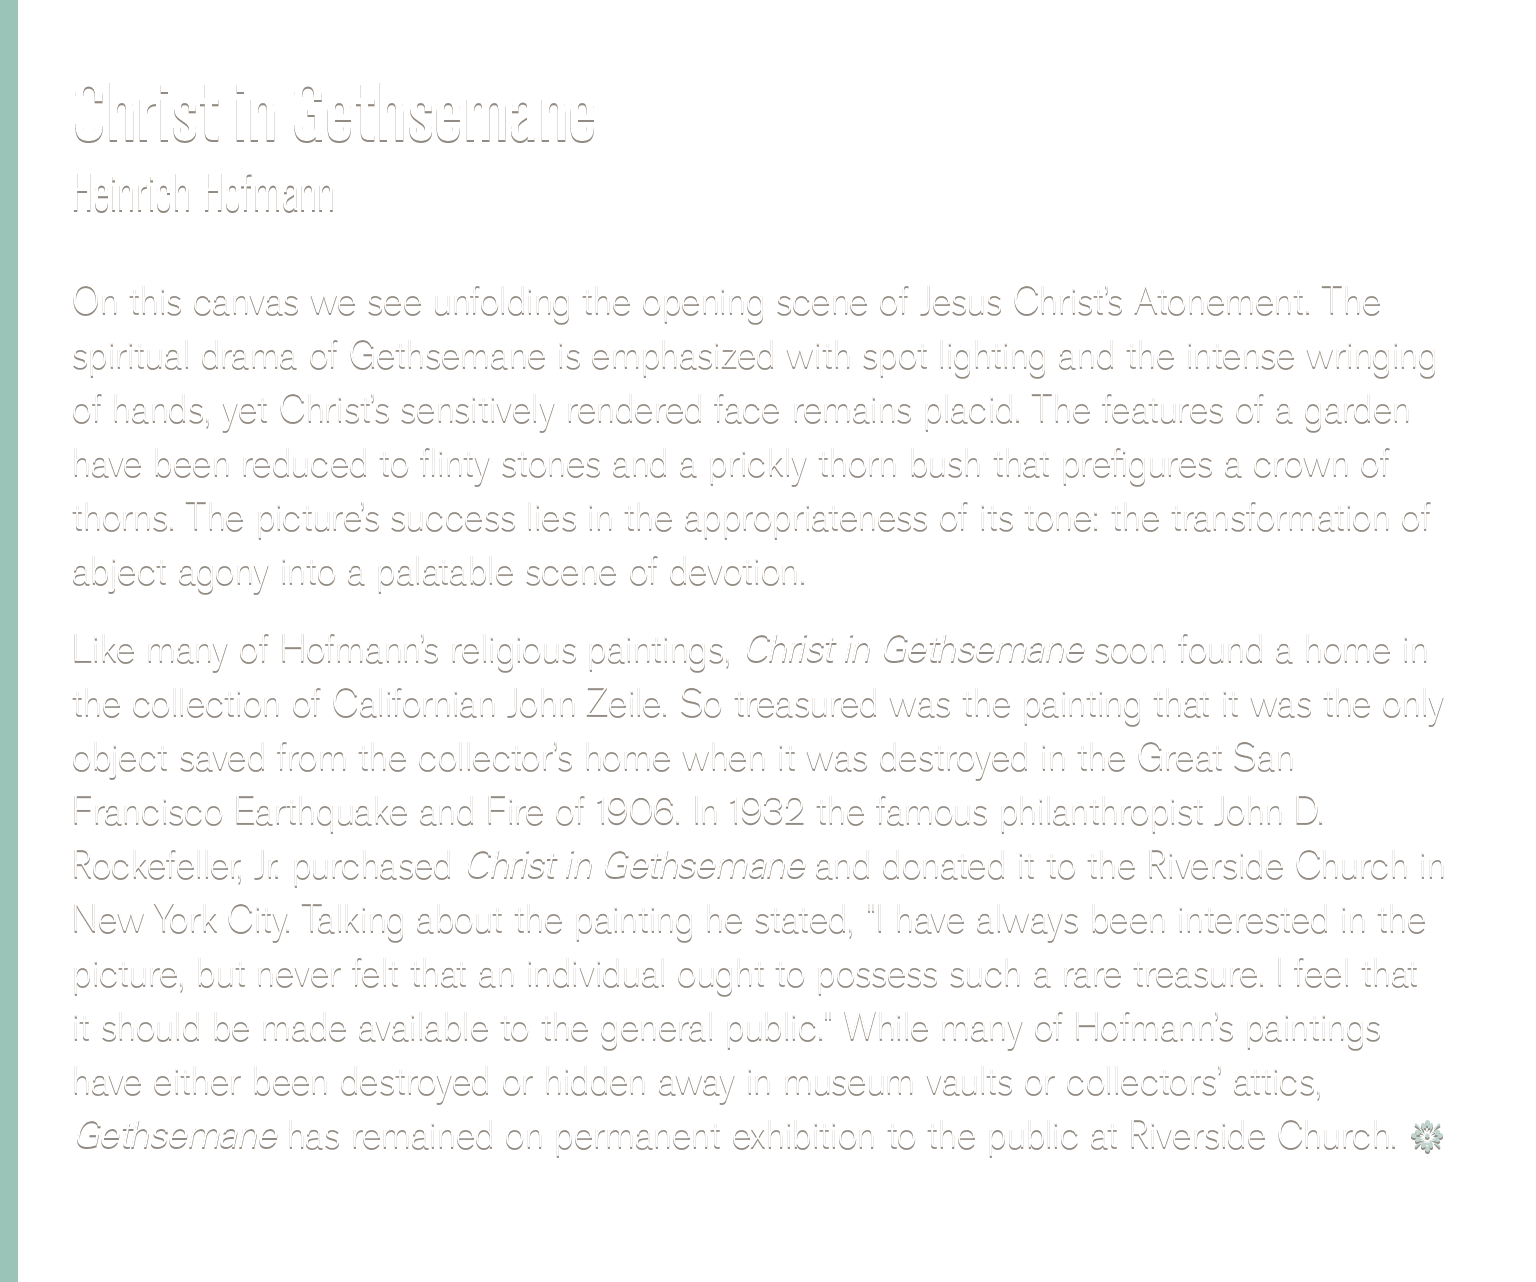 Christ in Gethsemane
Heinrich Hofmann
On this canvas we see unfolding the opening scene of Jesus Christ’s Atonement. The
spiritual drama of Gethsemane is emphasized with spot lighting and the intense wringing
of hands, yet Christ’s sensitively rendered face remains placid. The features of a garden
have been reduced to flinty stones and a prickly thorn bush that prefigures a crown of
thorns. The picture’s success lies in the appropriateness of its tone: the transformation of
abject agony into a palatable scene of devotion.
Like many of Hofmann’s religious paintings, Christ in Gethsemane soon found a home in
the collection of Californian John Zeile. So treasured was the painting that it was the only
object saved from the collector’s home when it was destroyed in the Great San
Francisco Earthquake and Fire of 1906. In 1932 the famous philanthropist John D.
Rockefeller, Jr. purchased Christ in Gethsemane and donated it to the Riverside Church in
New York City. Talking about the painting he stated, "I have always been interested in the
picture, but never felt that an individual ought to possess such a rare treasure. I feel that
it should be made available to the general public." While many of Hofmann’s paintings
have either been destroyed or hidden away in museum vaults or collectors’ attics,
Gethsemane has remained on permanent exhibition to the public at Riverside Church.